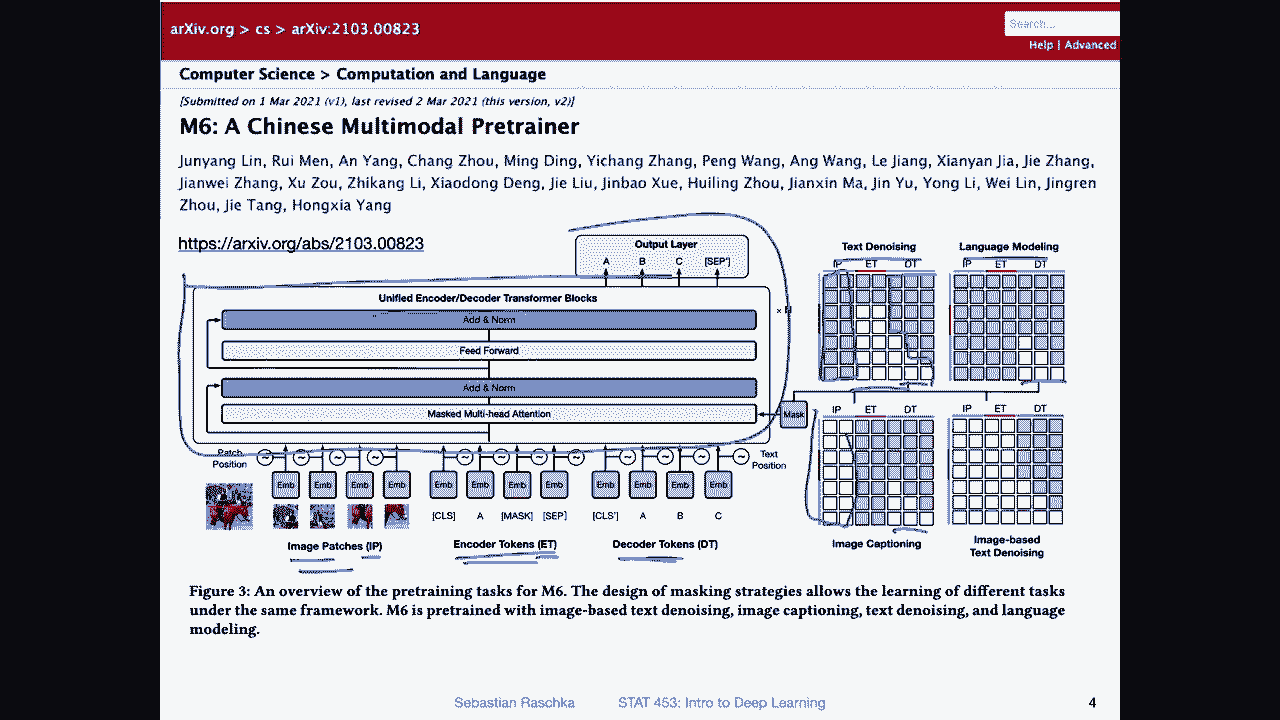 arXiv.org > cs > arXiv:2103.00823
Search...
Help | Advanced
Computer Science > Computation and Language
[Submitted on 1 Mar 2021 (v1), last revised 2 Mar 2021 (this version, v2)]
M6: A Chinese Multimodal Pretrainer
Junyang Lin, Rui Men, An Yang, Chang Zhou, Ming Ding, Yichang Zhang, Peng Wang, Ang Wang, Le Jiang, Xianyan Jia, Jie Zhang,
Jianwei Zhang, Xu Zou, Zhikang Li, Xiaodong Deng, Jie Liu, Jinbao Xue, Huiling Zhou, Jianxin Ma, Jin Yu, Yong Li, Wei Lin, Jingren
Zhou, Jie Tang, Hongxia Yang
https://arxiv.org/abs/2103.00823
Output Layer
A B C [SEP']
Unified Encoder/Decoder Transformer Blocks
Add & Norm
Feed Forward
Add & Norm
Masked Multi-head Attention
Mask
Patch
Position
Text
Position
Emb Emb Emb Emb Emb Emb Emb Emb Emb Emb Emb Emb
[CLS] A [MASK] [SEP] [CLS'] A B C
Image Patches (IP)
Encoder Tokens (ET)
Decoder Tokens (DT)
Text Denoising
IP ET DT
Language Modeling
IP ET DT
IP ET DT
Image Captioning
IP ET DT
Image-based
Text Denoising
Figure 3: An overview of the pretraining tasks for M6. The design of masking strategies allows the learning of different tasks
under the same framework. M6 is pretrained with image-based text denoising, image captioning, text denoising, and language
modeling.
Sebastian Raschka STAT 453: Intro to Deep Learning 4